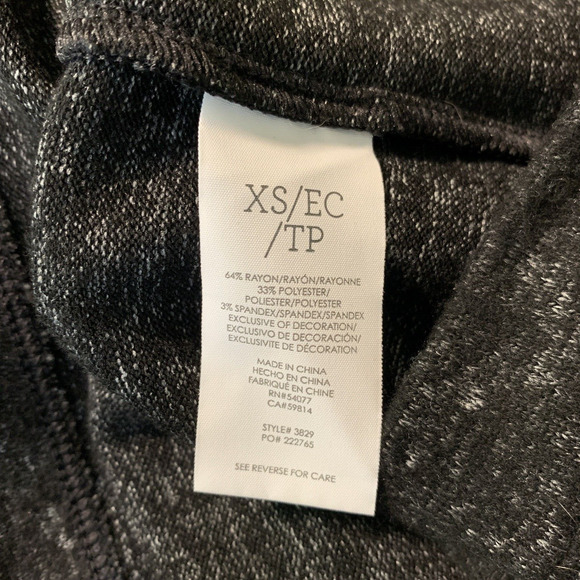 XS/EC
/TP
64% RAYON/RAYÓN/RAYONNE
33% POLYESTER/
POLIESTER/POLYESTER
3% SPANDEX/SPANDEX/SPANDEX
EXCLUSIVE OF DECORATION/
EXCLUSIVO DE DECORACIÓN/
EXCLUSIVITE DE DÉCORATION
MADE IN CHINA
HECHO EN CHINA
FABRIQUÉ EN CHINE
RN#54077
CA#59814
STYLE# 3829
PO# 222765
SEE REVERSE FOR CARE